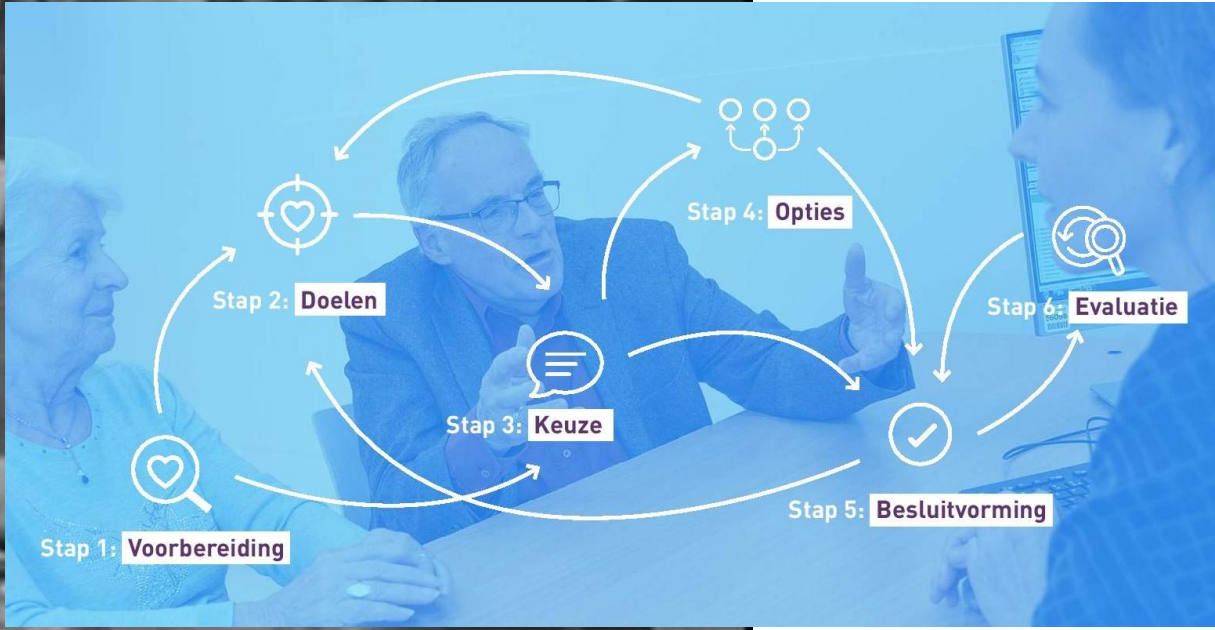 Stap 1: Voorbereiding
Stap 2: Doelen
Stap 3: Keuze
Stap 4: Opties
Stap 5: Besluitvorming
Stap 6: Evaluatie